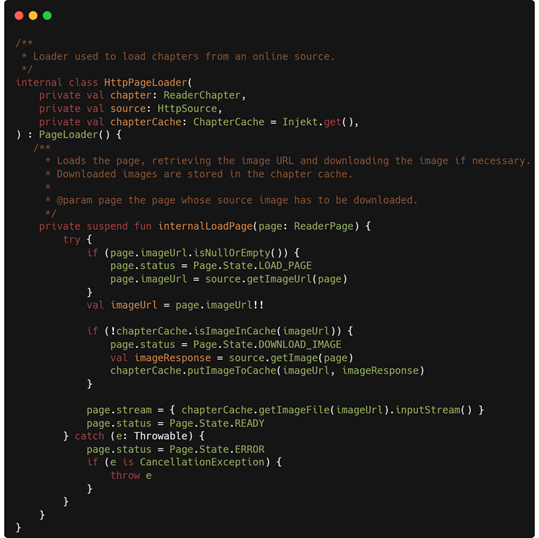 /**
 * Loader used to load chapters from an online source.
 */
internal class HttpPageLoader(
    private val chapter: ReaderChapter,
    private val source: HttpSource,
    private val chapterCache: ChapterCache = Injekt.get(),
) : PageLoader() {
   /**
     * Loads the page, retrieving the image URL and downloading the image if necessary.
     * Downloaded images are stored in the chapter cache.
     *
     * @param page the page whose source image has to be downloaded.
     */
    private suspend fun internalLoadPage(page: ReaderPage) {
        try {
            if (page.imageUrl.isNullOrEmpty()) {
                page.status = Page.State.LOAD_PAGE
                page.imageUrl = source.getImageUrl(page)
            }
            val imageUrl = page.imageUrl!!

            if (!chapterCache.isImageInCache(imageUrl)) {
                page.status = Page.State.DOWNLOAD_IMAGE
                val imageResponse = source.getImage(page)
                chapterCache.putImageToCache(imageUrl, imageResponse)
            }

            page.stream = { chapterCache.getImageFile(imageUrl).inputStream() }
            page.status = Page.State.READY
        } catch (e: Throwable) {
            page.status = Page.State.ERROR
            if (e is CancellationException) {
                throw e
            }
        }
    }
}